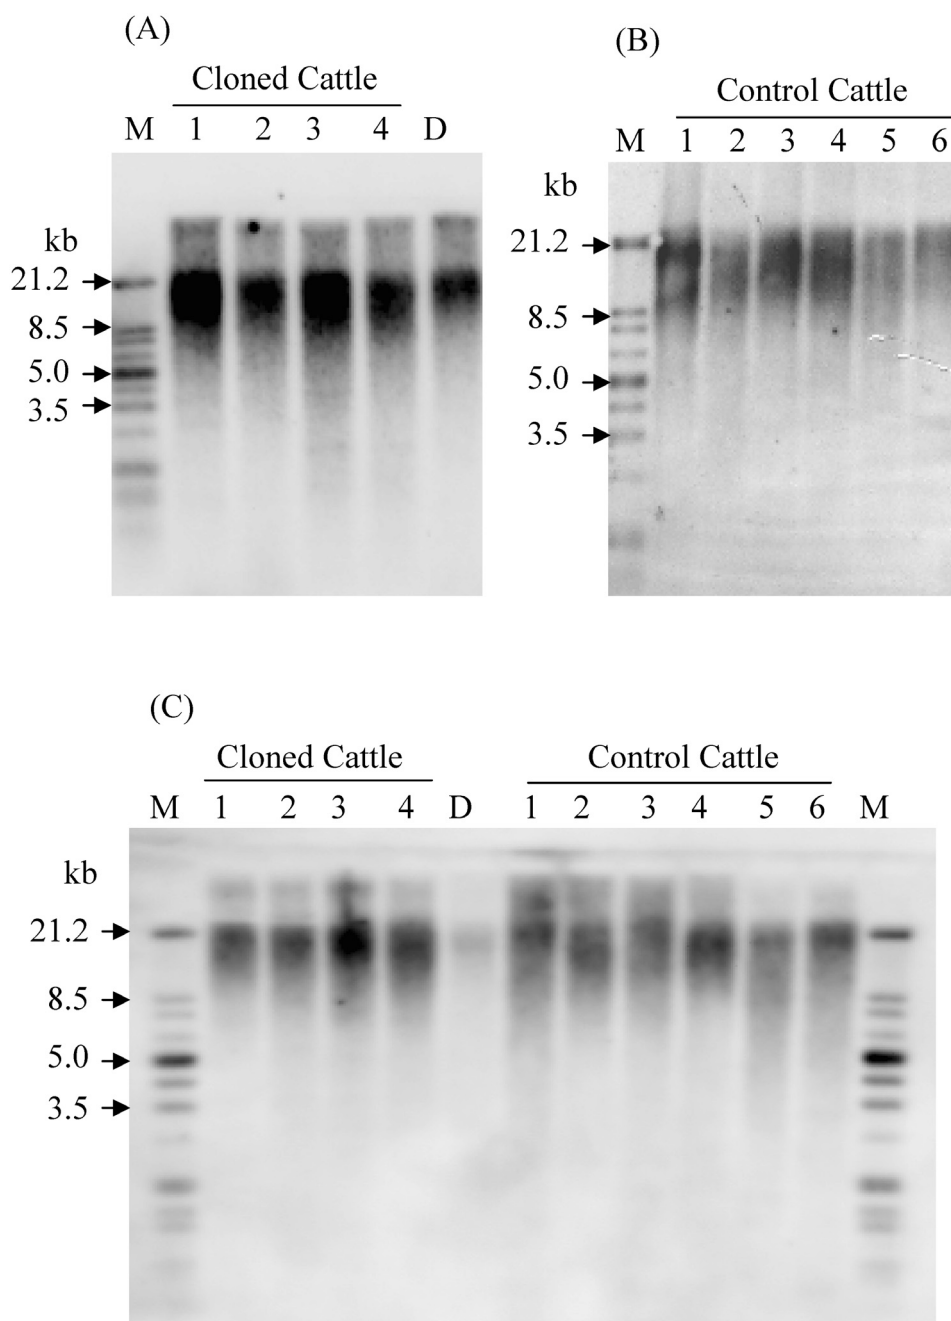 (A)
Cloned Cattle
M 1 2 3 4 D
kb
21.2
8.5
5.0
3.5
(B)
Control Cattle
M 1 2 3 4 5 6
kb
21.2
8.5
5.0
3.5
(C)
Cloned Cattle Control Cattle
M 1 2 3 4 D 1 2 3 4 5 6 M
kb
21.2
8.5
5.0
3.5